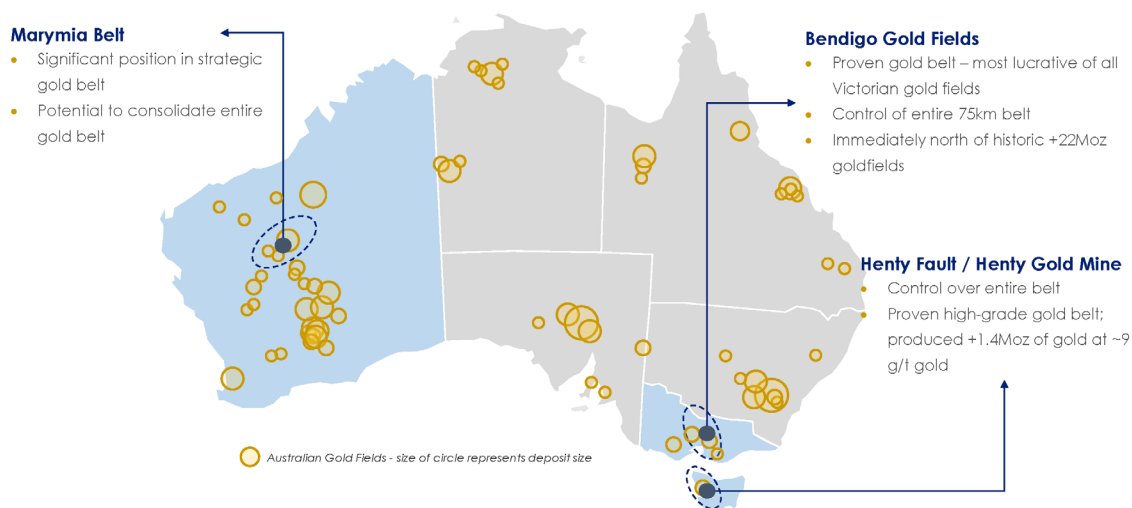 Marymia Belt
• Significant position in strategic
gold belt
• Potential to consolidate entire
gold belt
Bendigo Gold Fields
• Proven gold belt – most lucrative of all
Victorian gold fields
• Control of entire 75km belt
• Immediately north of historic +22Moz
goldfields
Henty Fault / Henty Gold Mine
• Control over entire belt
• Proven high-grade gold belt;
produced +1.4Moz of gold at ~9
g/t gold
Australian Gold Fields - size of circle represents deposit size